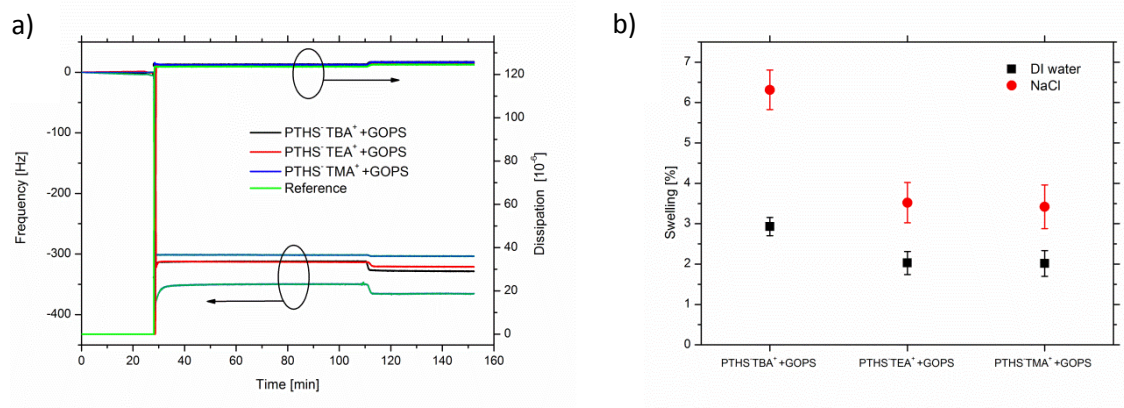 a)
0
-100
-200
-300
-400
Frequency [Hz]
0
20
40
60
80
100
120
140
160
Time [min]
0
20
40
60
80
100
120
Dissipation [10⁻⁶]
PTHS⁻TBA⁺+GOPS
PTHS⁻TEA⁺+GOPS
PTHS⁻TMA⁺+GOPS
Reference
b)
7
6
5
4
3
2
1
0
Swelling [%]
DI water
NaCl
PTHS⁻TBA⁺+GOPS
PTHS⁻TEA⁺+GOPS
PTHS⁻TMA⁺+GOPS